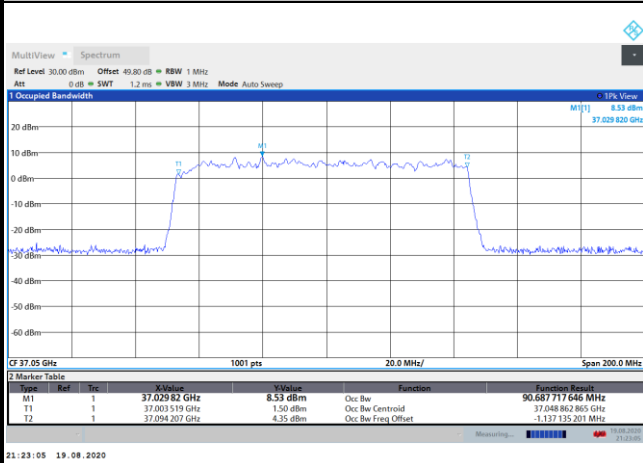 MultiView Spectrum
Ref Level 30.00 dBm Offset 49.80 dB RBW 1 MHz
Att 0 dB SWT 1.2 ms VBW 3 MHz Mode Auto Sweep
1 Occupied Bandwidth 1Pk View
M1[1] 8.53 dBm
37.029 820 GHz
20 dBm
M1
10 dBm
T1 T2
0 dBm
-10 dBm
-20 dBm
-30 dBm
-40 dBm
-50 dBm
-60 dBm
CF 37.05 GHz 1001 pts 20.0 MHz/ Span 200.0 MHz
2 Marker Table
Type Ref Trc X-Value Y-Value Function Function Result
M1 1 37.029 82 GHz 8.53 dBm Occ Bw 90.687 717 646 MHz
T1 1 37.003 519 GHz 1.50 dBm Occ Bw Centroid 37.048 862 865 GHz
T2 1 37.094 207 GHz 4.35 dBm Occ Bw Freq Offset -1.137 135 201 MHz
Measuring... 19.08.2020
21:23:05
21:23:05 19.08.2020